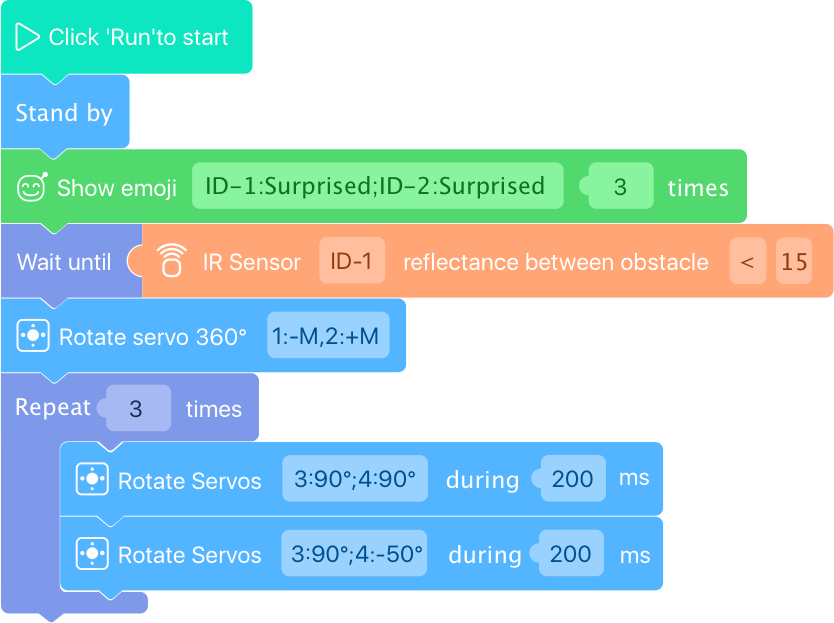 Click 'Run'to start
Stand by
Show emoji ID-1:Surprised;ID-2:Surprised 3 times
Wait until IR Sensor ID-1 reflectance between obstacle < 15
Rotate servo 360° 1:-M,2:+M
Repeat 3 times
Rotate Servos 3:90°;4:90° during 200 ms
Rotate Servos 3:90°;4:-50° during 200 ms